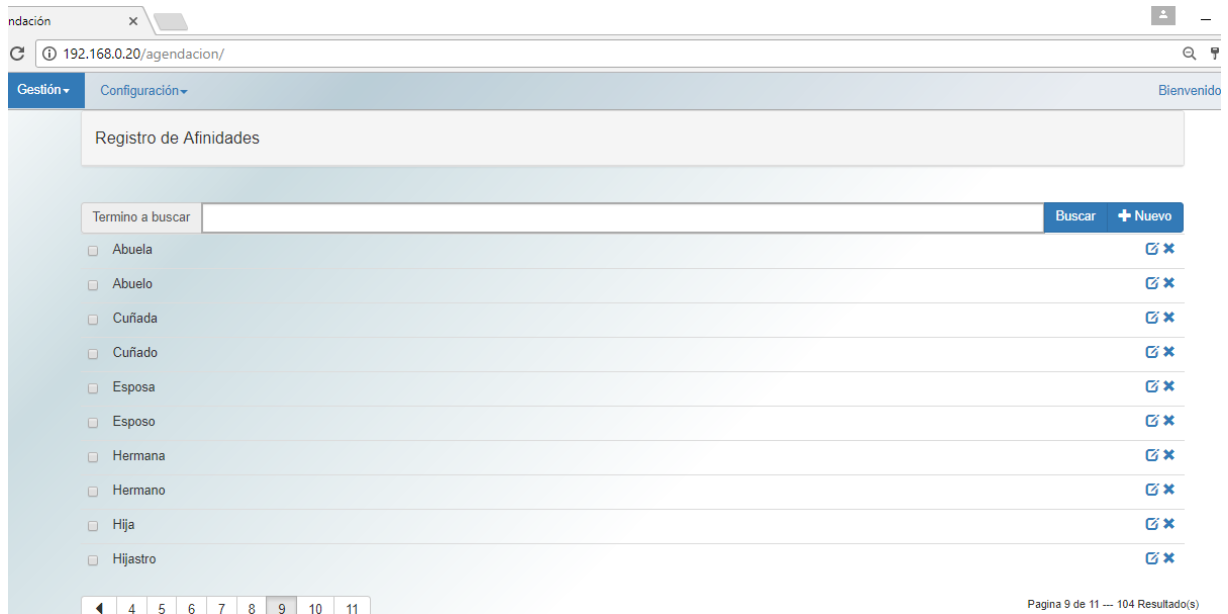 ndación
192.168.0.20/agendacion/
Gestión Configuración Bienvenido
Registro de Afinidades
Termino a buscar Buscar Nuevo
Abuela
Abuelo
Cuñada
Cuñado
Esposa
Esposo
Hermana
Hermano
Hija
Hijastro
4 5 6 7 8 9 10 11
Pagina 9 de 11 --- 104 Resultado(s)